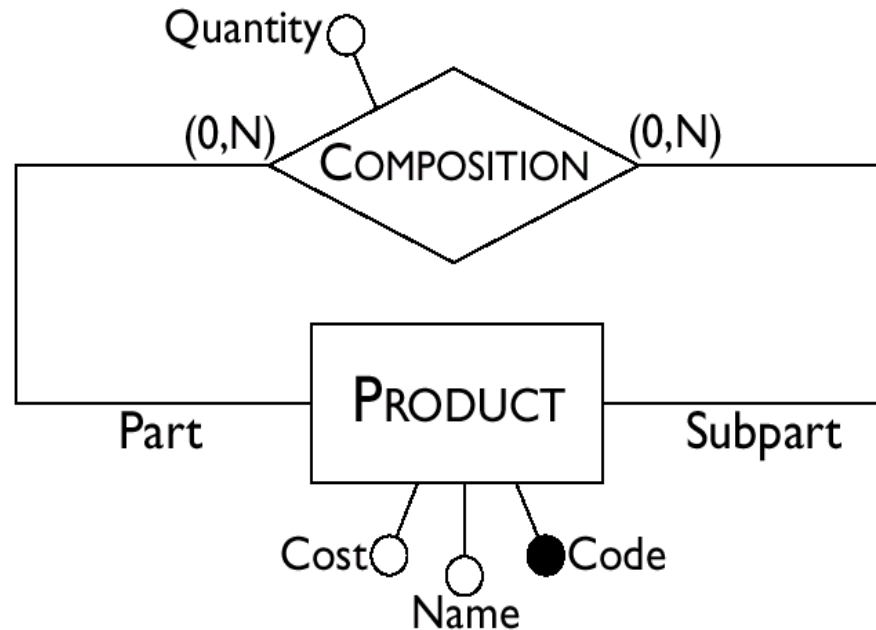 Quantity
(0,N)
COMPOSITION
(0,N)
PRODUCT
Part
Subpart
Cost
Code
Name